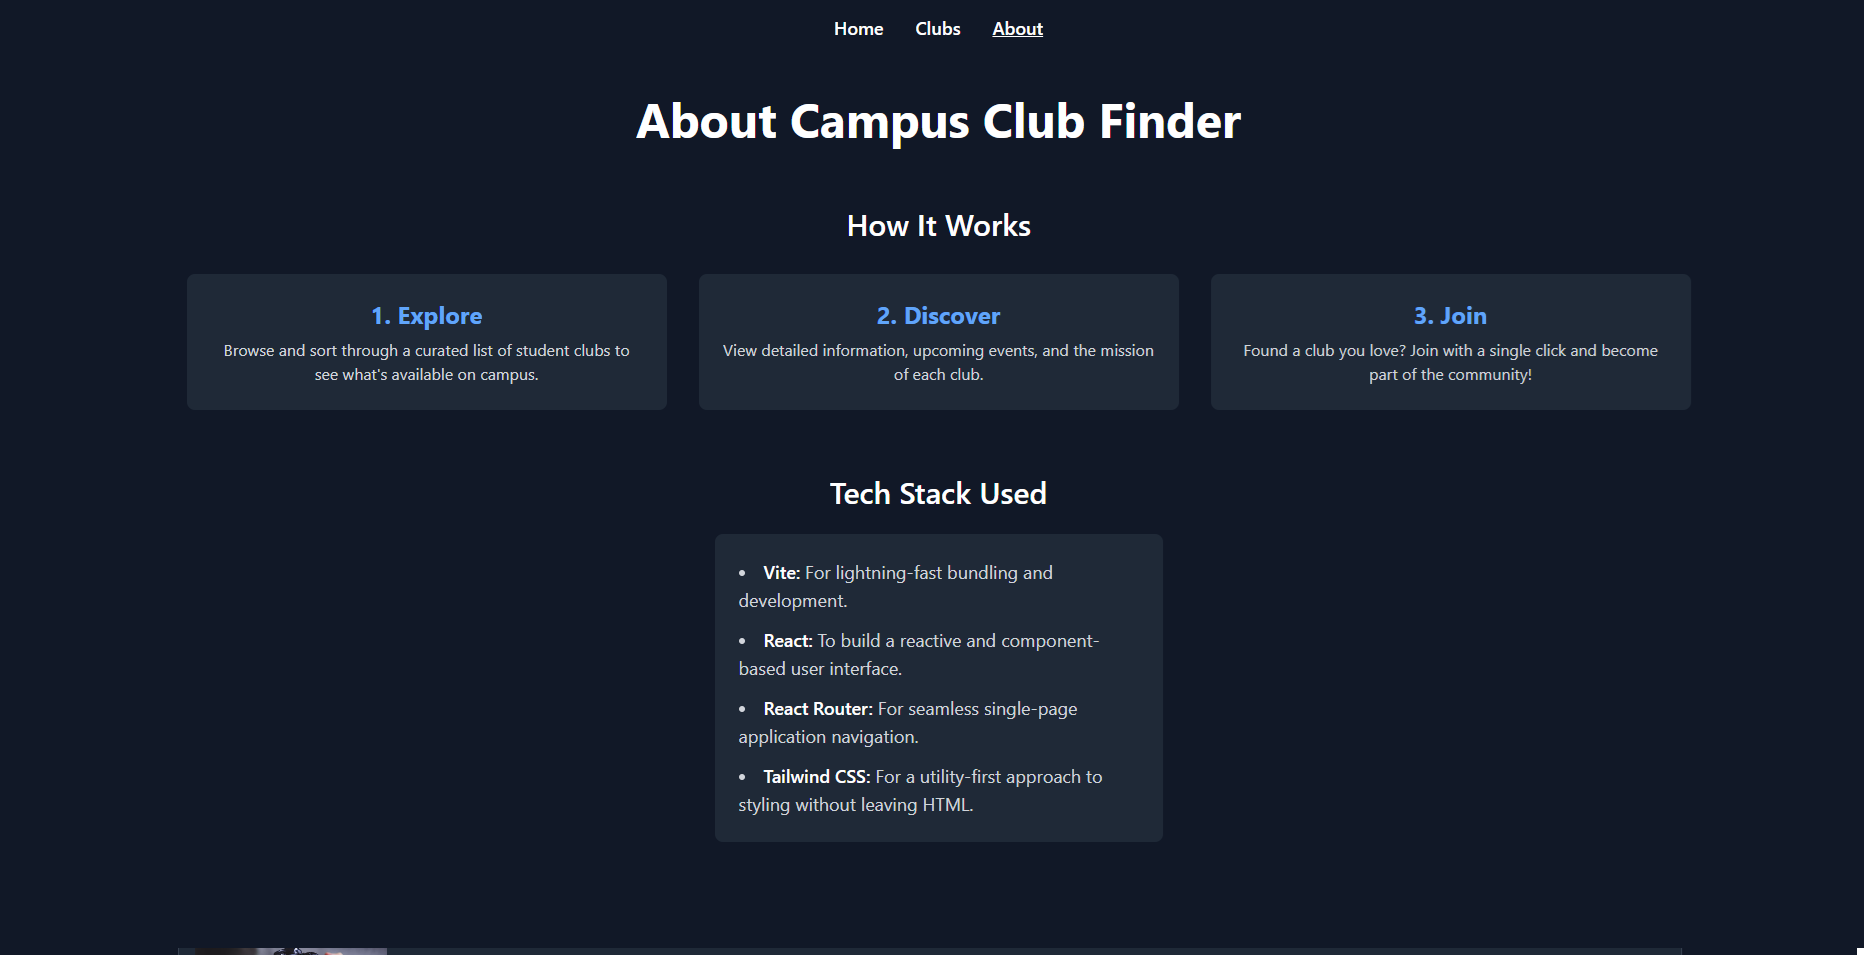 Home Clubs About
About Campus Club Finder
How It Works
1. Explore
Browse and sort through a curated list of student clubs to
see what's available on campus.
2. Discover
View detailed information, upcoming events, and the mission
of each club.
3. Join
Found a club you love? Join with a single click and become
part of the community!
Tech Stack Used
• Vite: For lightning-fast bundling and
development.
• React: To build a reactive and component-
based user interface.
• React Router: For seamless single-page
application navigation.
• Tailwind CSS: For a utility-first approach to
styling without leaving HTML.